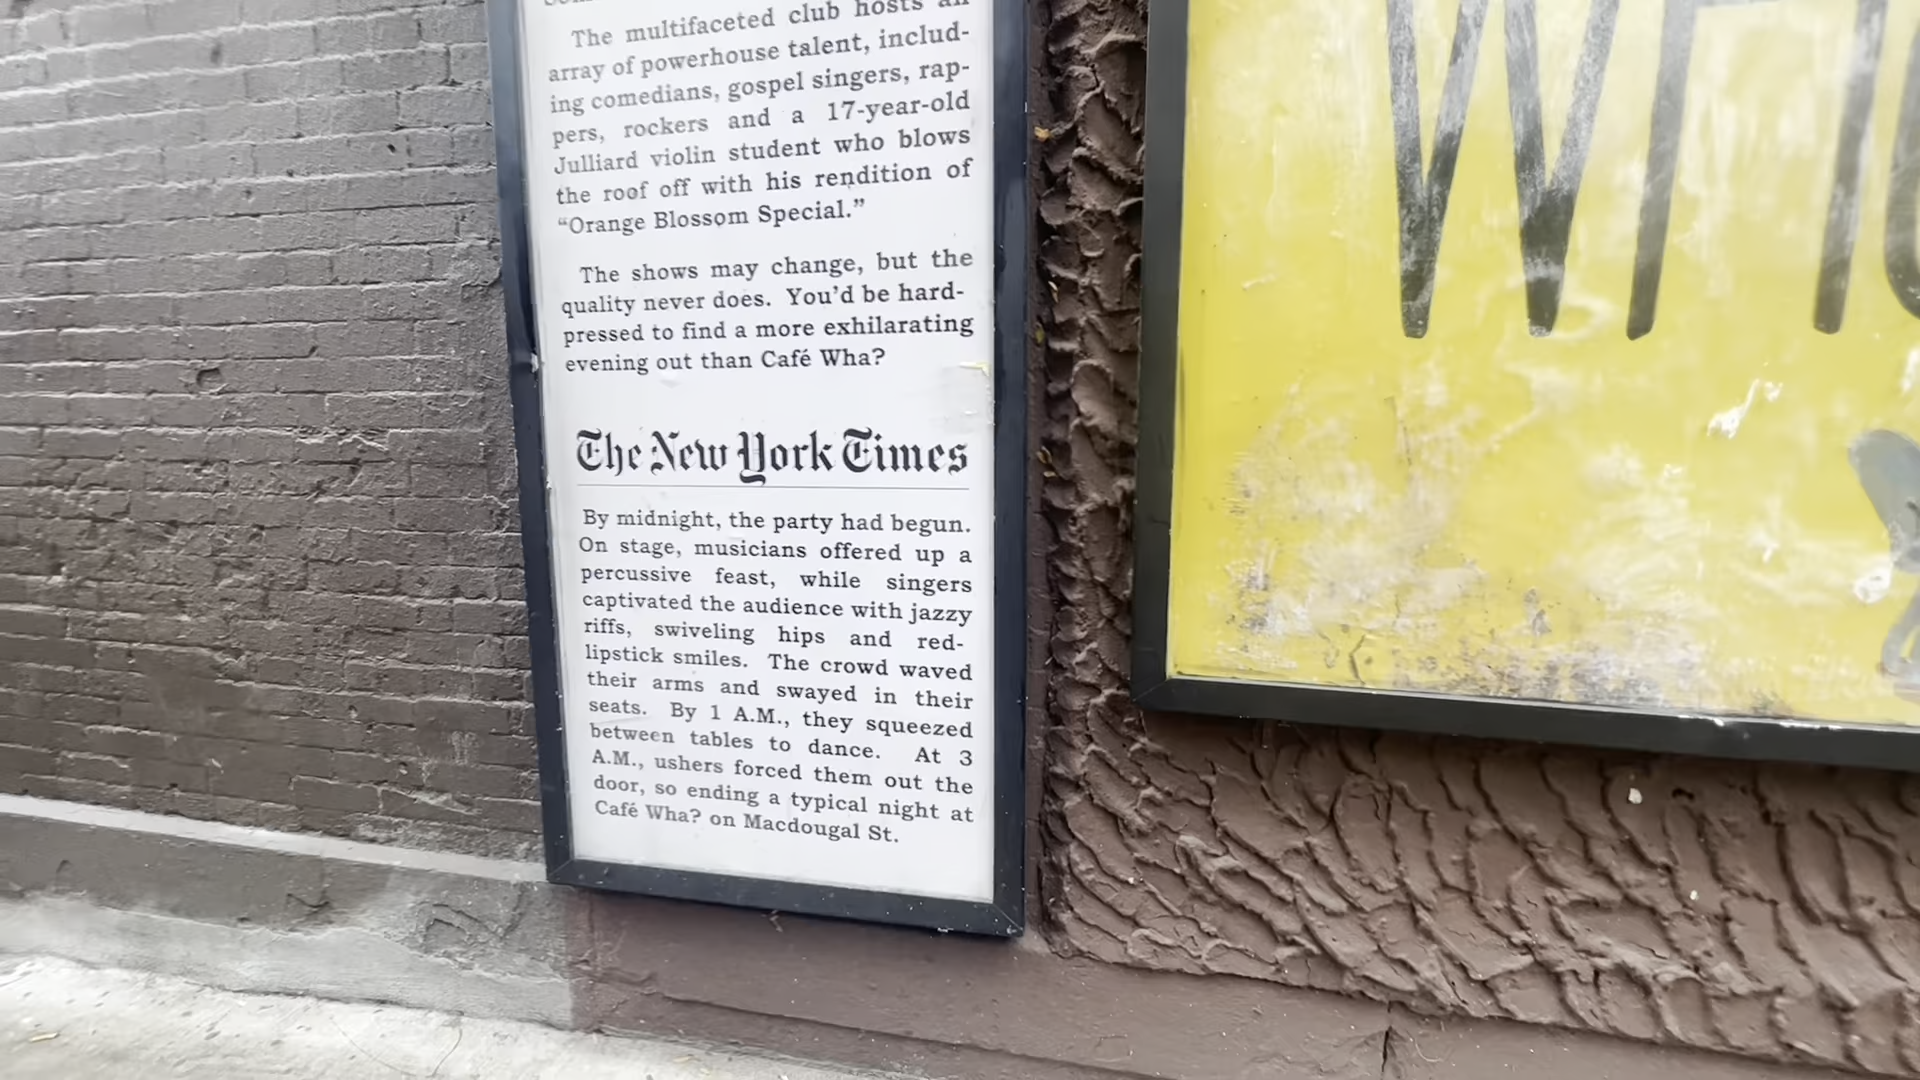 The multifaceted club hosts an
array of powerhouse talent, includ-
ing comedians, gospel singers, rap-
pers, rockers and a 17-year-old
Julliard violin student who blows
the roof off with his rendition of
“Orange Blossom Special.”
The shows may change, but the
quality never does. You’d be hard-
pressed to find a more exhilarating
evening out than Café Wha?
The New York Times
By midnight, the party had begun.
On stage, musicians offered up a
percussive feast, while singers
captivated the audience with jazzy
riffs, swiveling hips and red-
lipstick smiles. The crowd waved
their arms and swayed in their
seats. By 1 A.M., they squeezed
between tables to dance. At 3
A.M., ushers forced them out the
door, so ending a typical night at
Café Wha? on Macdougal St.